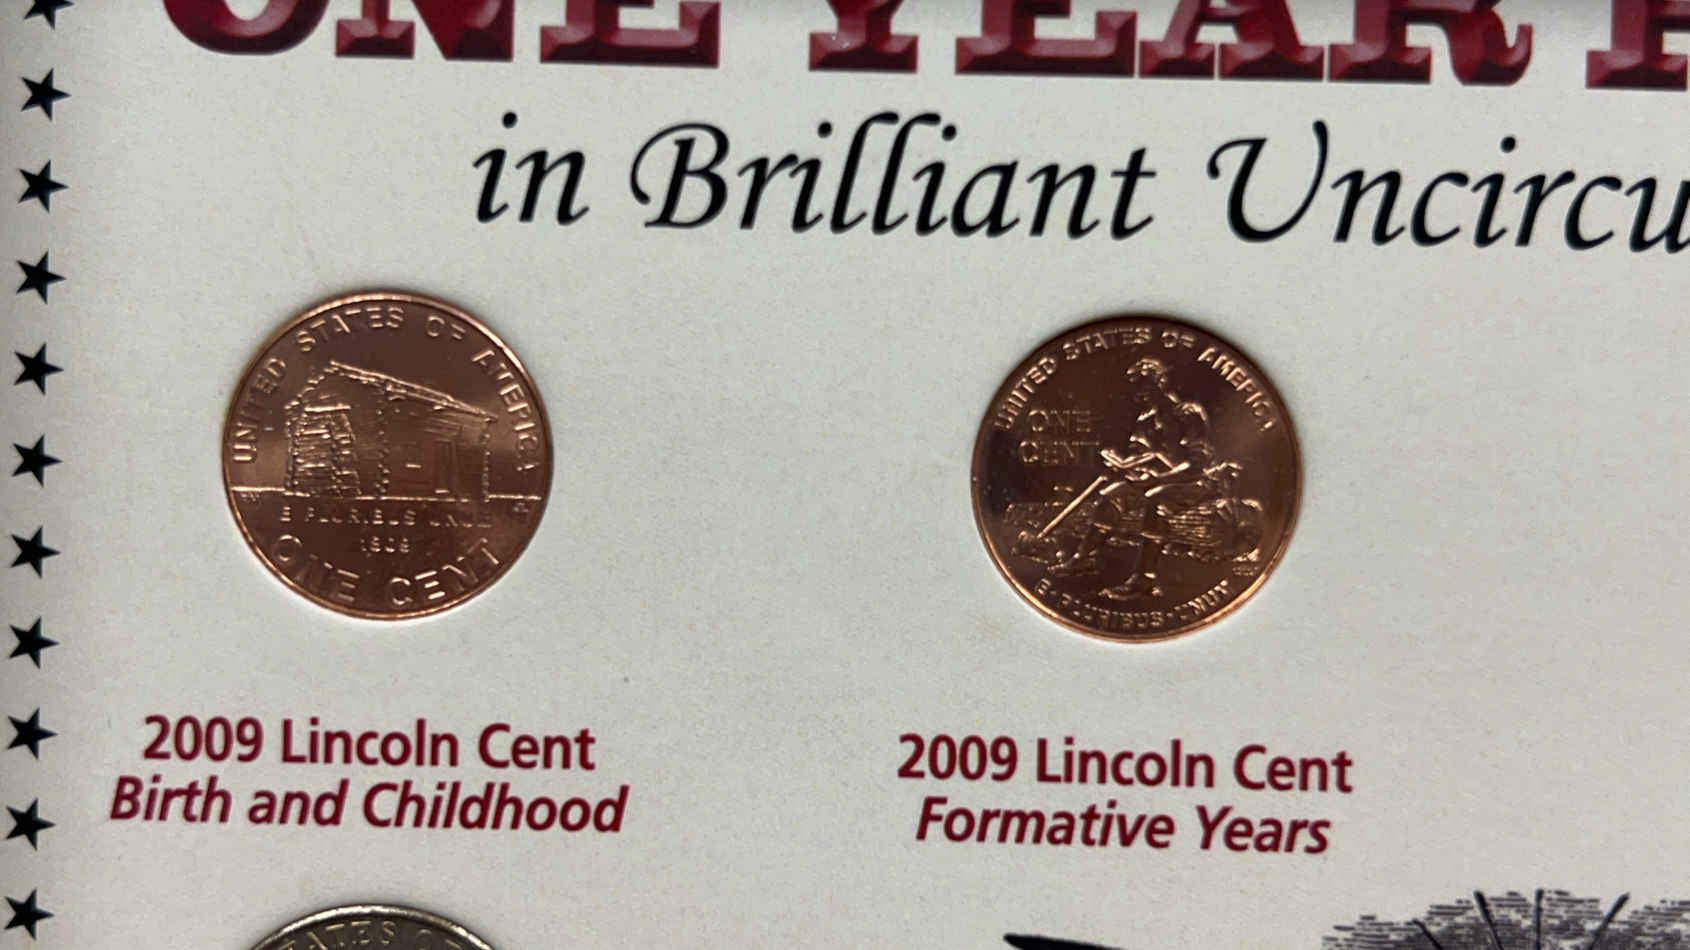 ONE YEAR
in Brilliant
UNITED STATES OF AMERICA
E PLURIBUS UNUM
1809
ONE CENT
UNITED STATES OF AMERICA
ONE
CENT
E·PLURIBUS·UNUM
2009 Lincoln Cent
Birth and Childhood
2009 Lincoln Cent
Formative Years